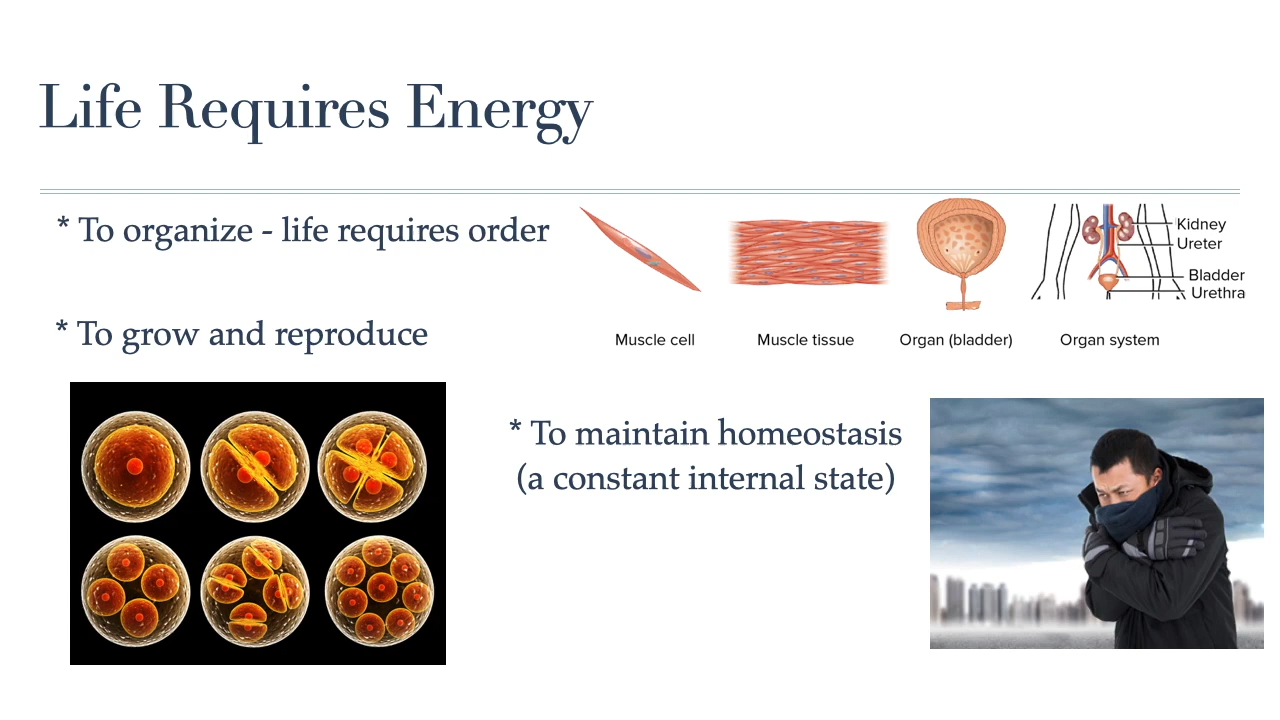 Life Requires Energy
* To organize - life requires order
Kidney
Ureter
Bladder
Urethra
Muscle cell
Muscle tissue
Organ (bladder)
Organ system
* To grow and reproduce
* To maintain homeostasis
(a constant internal state)